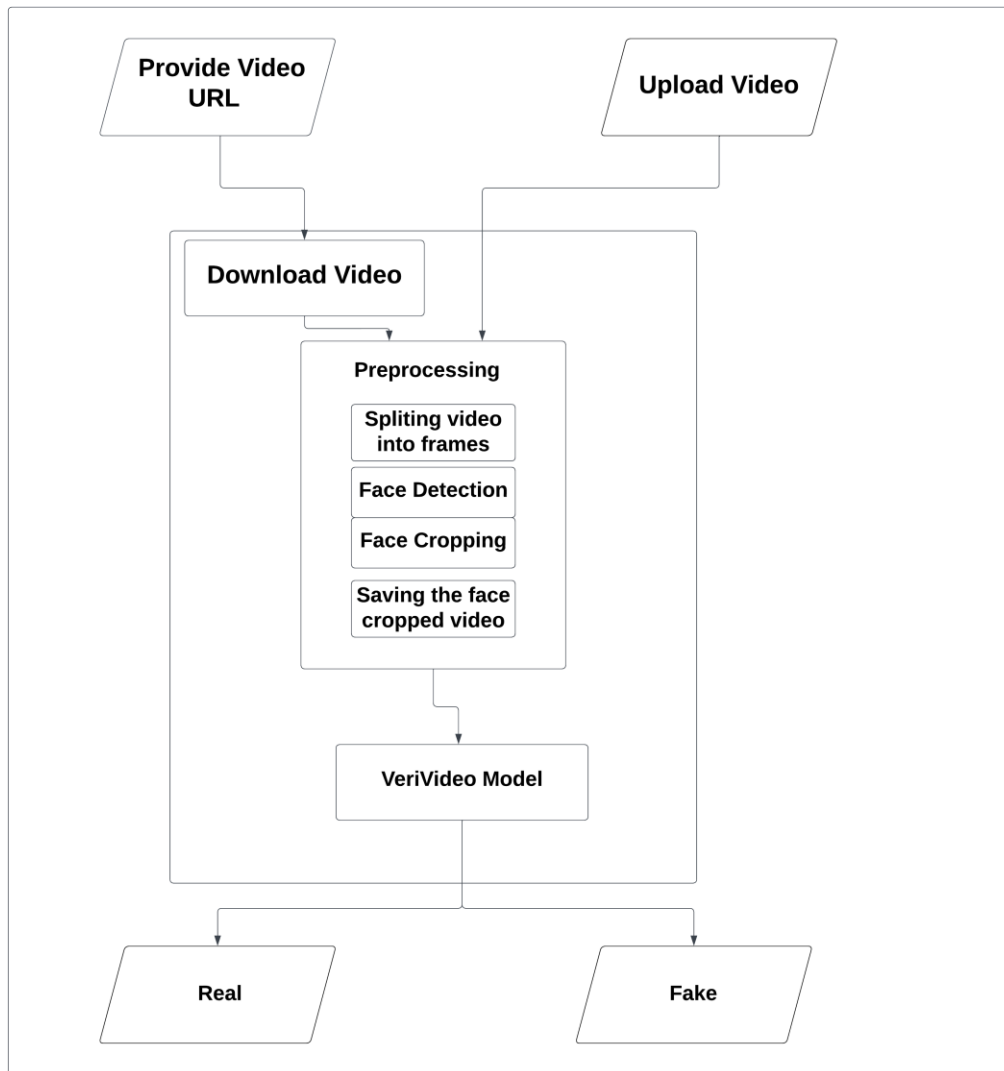 Provide Video
URL
Upload Video
Download Video
Preprocessing
Spliting video
into frames
Face Detection
Face Cropping
Saving the face
cropped video
VeriVideo Model
Real
Fake